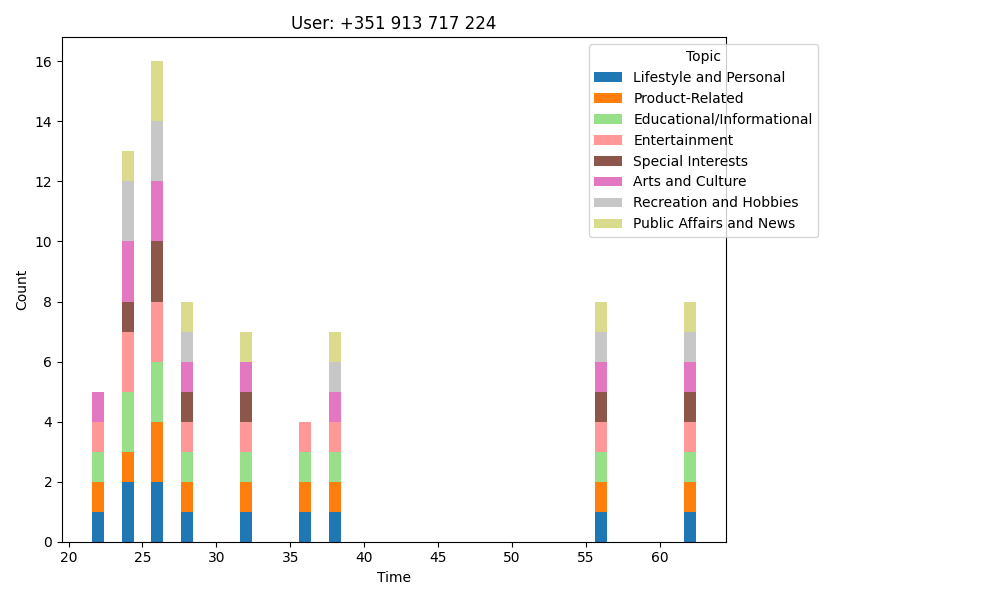 User: +351 913 717 224
Topic
Lifestyle and Personal
Product-Related
Educational/Informational
Entertainment
Special Interests
Arts and Culture
Recreation and Hobbies
Public Affairs and News
Count
16
14
12
10
8
6
4
2
0
20 25 30 35 40 45 50 55 60
Time